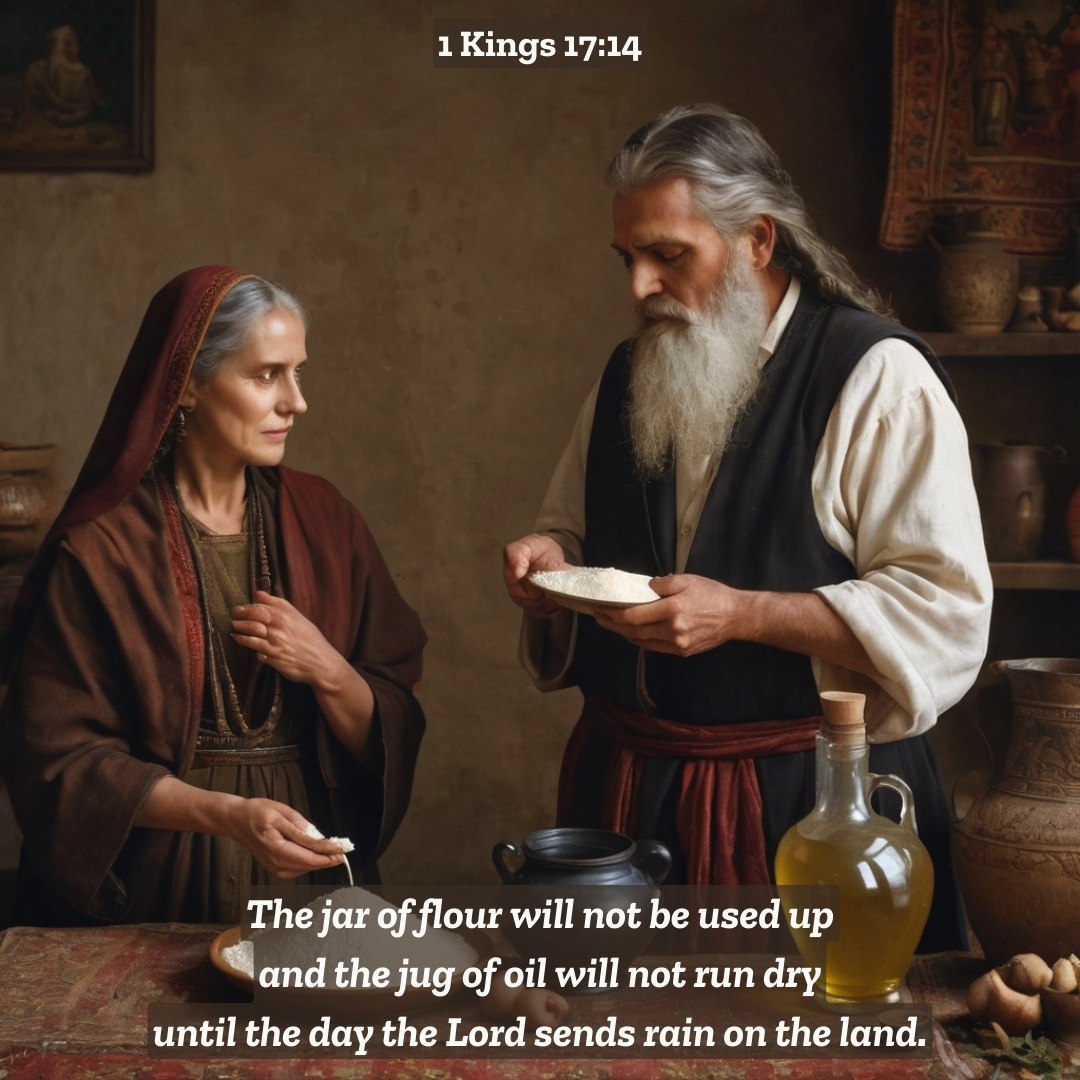 1 Kings 17:14
The jar of flour will not be used up
and the jug of oil will not run dry
until the day the Lord sends rain on the land.